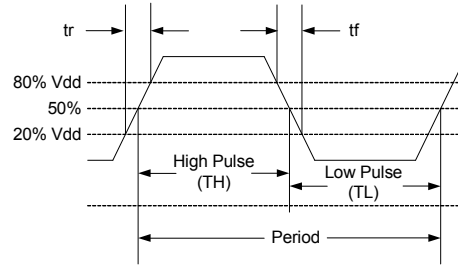 tr
tf
80% Vdd
50%
20% Vdd
High Pulse
(TH)
Low Pulse
(TL)
Period